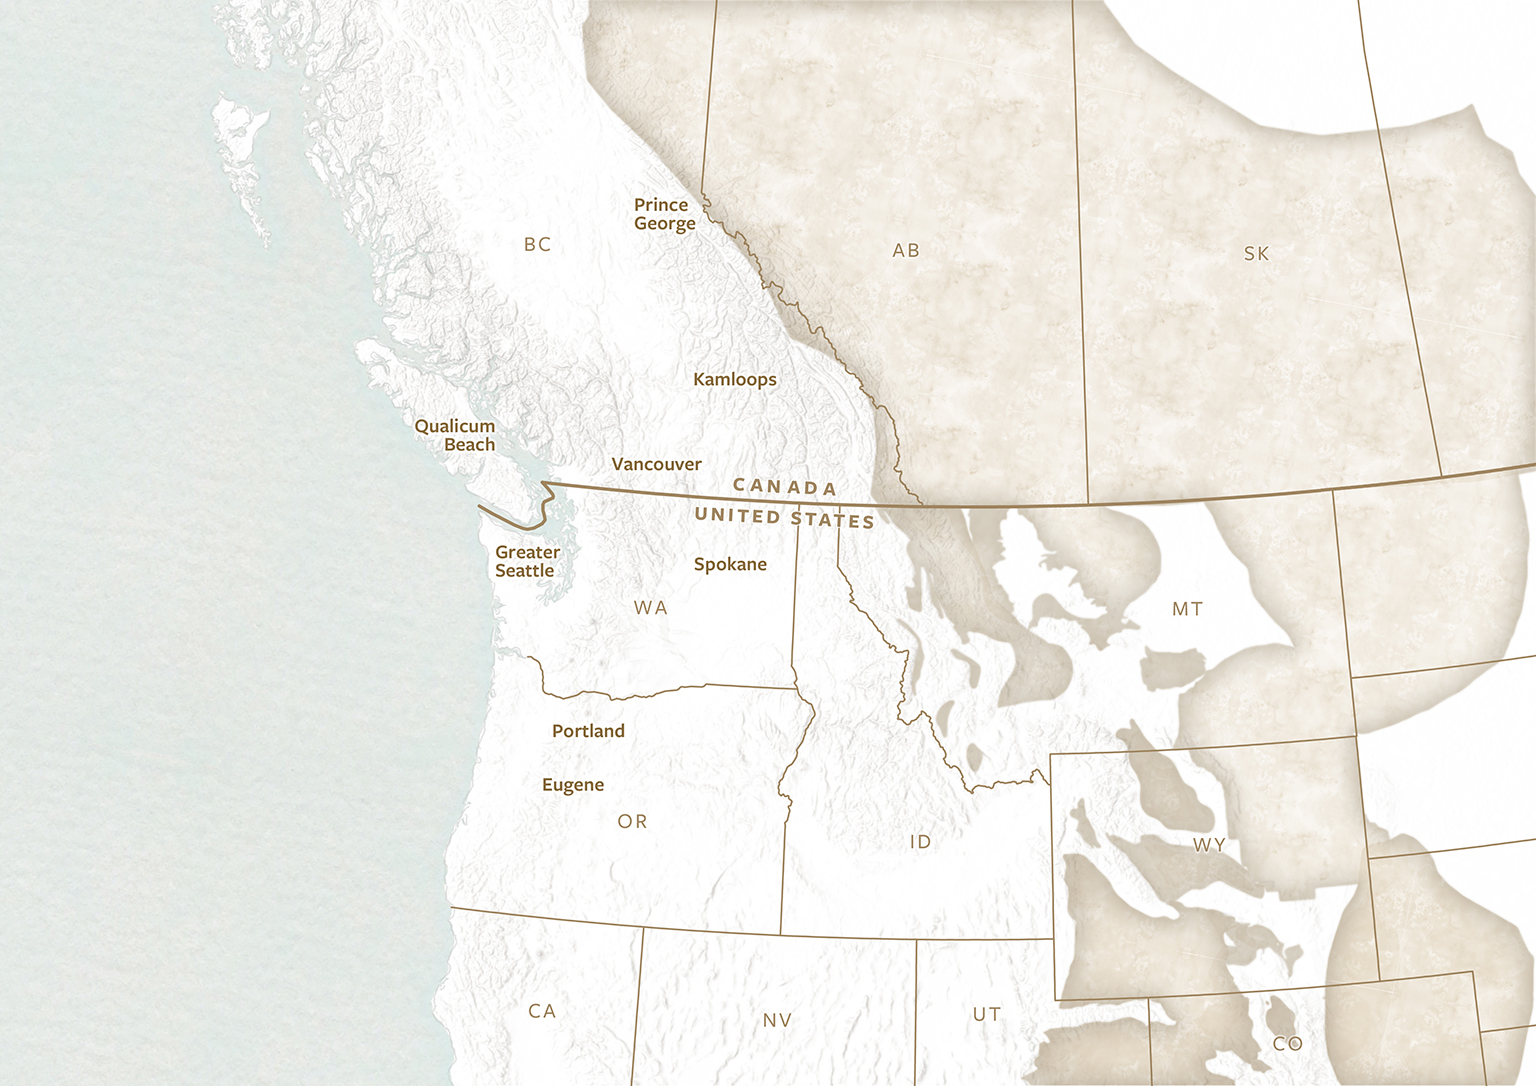 Prince
George
BC
AB
SK
Kamloops
Qualicum
Beach
Vancouver
CANADA
UNITED STATES
Greater
Seattle
Spokane
WA
MT
Portland
Eugene
OR
ID
WY
CA
NV
UT
CO